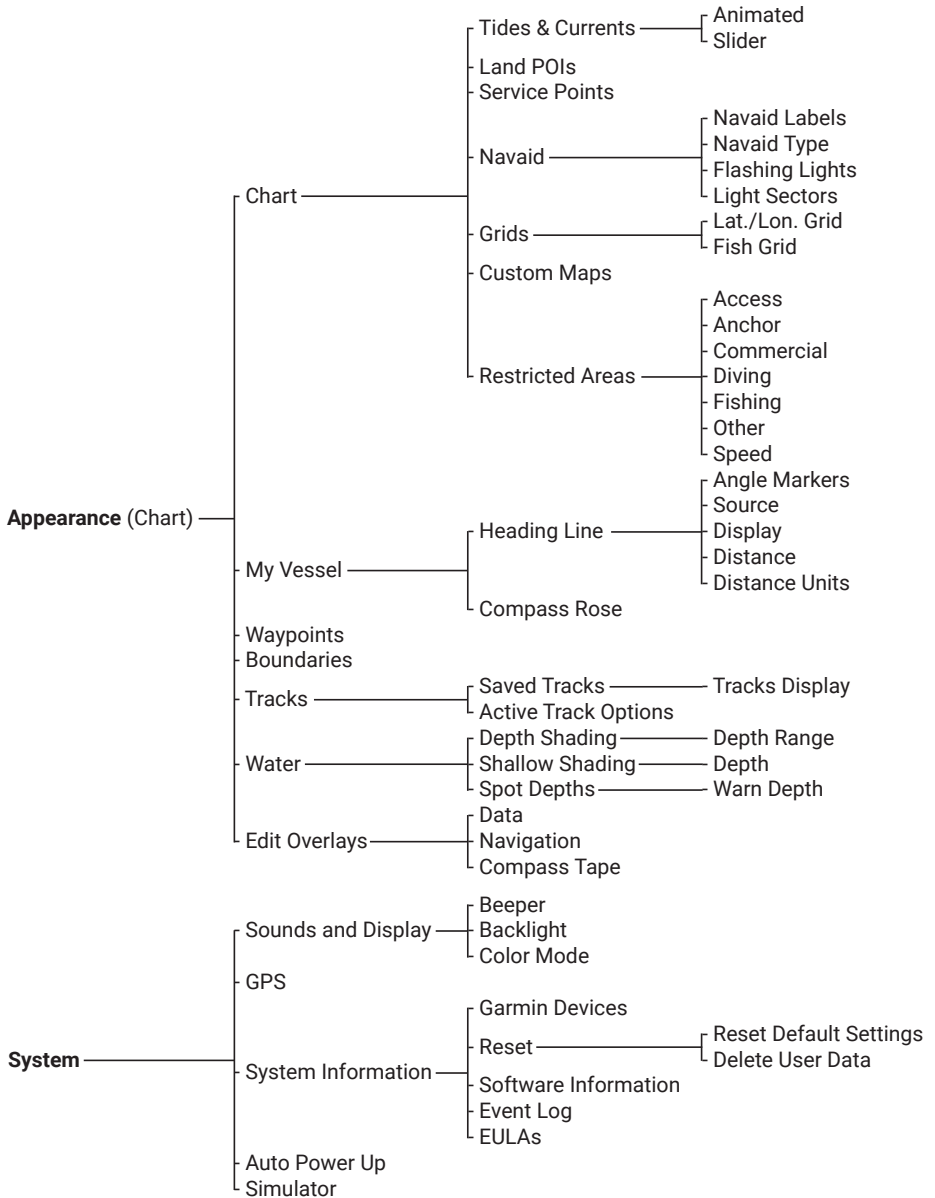 Appearance (Chart)
Chart
Tides & Currents
Animated
Slider
Land POIs
Service Points
Navaid
Navaid Labels
Navaid Type
Flashing Lights
Light Sectors
Grids
Lat./Lon. Grid
Fish Grid
Custom Maps
Restricted Areas
Access
Anchor
Commercial
Diving
Fishing
Other
Speed
My Vessel
Heading Line
Angle Markers
Source
Display
Distance
Distance Units
Compass Rose
Waypoints
Boundaries
Tracks
Saved Tracks
Tracks Display
Active Track Options
Water
Depth Shading
Depth Range
Shallow Shading
Depth
Spot Depths
Warn Depth
Edit Overlays
Data
Navigation
Compass Tape
System
Sounds and Display
Beeper
Backlight
Color Mode
GPS
System Information
Garmin Devices
Reset
Reset Default Settings
Delete User Data
Software Information
Event Log
EULAs
Auto Power Up
Simulator